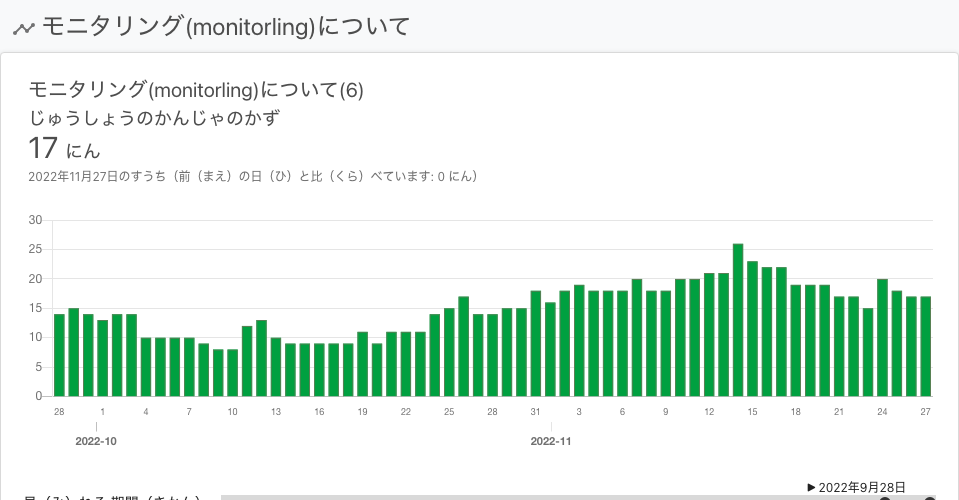 モニタリング(monitorling)について
モニタリング(monitorling)について(6)
じゅうしょうのかんじゃのかず
17 にん
2022年11月27日のすうち（前（まえ）の日（ひ）と比（くら）べています: 0 にん）
30
25
20
15
10
5
0
28 1 4 7 10 13 16 19 22 25 28 31 3 6 9 12 15 18 21 24 27
2022-10 2022-11
▶ 2022年9月28日